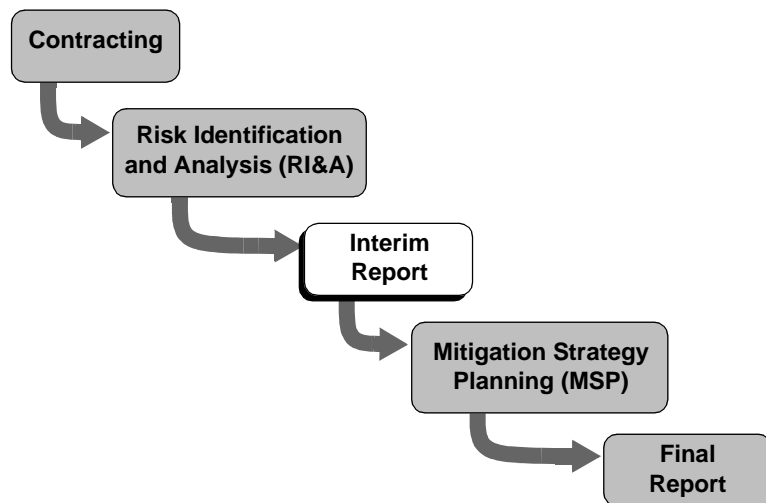 Contracting
Risk Identification
and Analysis (RI&A)
Interim
Report
Mitigation Strategy
Planning (MSP)
Final
Report